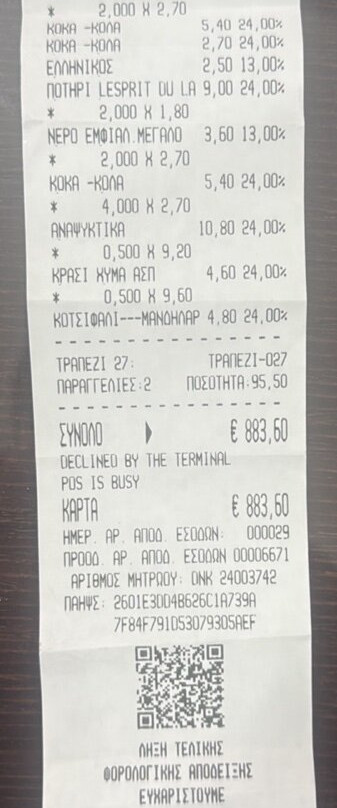 * 2,000 X 2,70
ΚΟΚΑ -ΚΟΛΑ 5,40 24,00%
ΚΟΚΑ -ΚΟΛΑ 2,70 24,00%
ΕΛΛΗΝΙΚΟΣ 2,50 13,00%
ΠΟΤΗΡΙ LESPRIT DU LA 9,00 24,00%
* 2,000 X 1,80
ΝΕΡΟ ΕΜΦΙΑΛ.ΜΕΓΑΛΟ 3,60 13,00%
* 2,000 X 2,70
ΚΟΚΑ -ΚΟΛΑ 5,40 24,00%
* 4,000 X 2,70
ΑΝΑΨΥΚΤΙΚΑ 10,80 24,00%
* 0,500 X 9,20
ΚΡΑΣΙ ΧΥΜΑ ΑΣΠ 4,60 24,00%
* 0,500 X 9,60
ΚΟΤΣΙΦΑΛΙ---ΜΑΝΔΗΛΑΡ 4,80 24,00%
ΤΡΑΠΕΖΙ 27: ΤΡΑΠΕΖΙ-027
ΠΑΡΑΓΓΕΛΙΕΣ:2 ΠΟΣΟΤΗΤΑ:95,50
ΣΥΝΟΛΟ € 883,60
DECLINED BY THE TERMINAL
POS IS BUSY
ΚΑΡΤΑ € 883,60
ΗΜΕΡ. ΑΡ. ΑΠΟΔ. ΕΣΟΔΩΝ: 000029
ΠΡΟΟΔ. ΑΡ. ΑΠΟΔ. ΕΣΟΔΩΝ 00006671
ΑΡΙΘΜΟΣ ΜΗΤΡΩΟΥ: DNK 24003742
ΠΑΗΨΣ: 2601E3DD4B626C1A739A
7F84F791D53079305AEF
ΛΗΞΗ ΤΕΛΙΚΗΣ
ΦΟΡΟΛΟΓΙΚΗΣ ΑΠΟΔΕΙΞΗΣ
ΕΥΧΑΡΙΣΤΟΥΜΕ